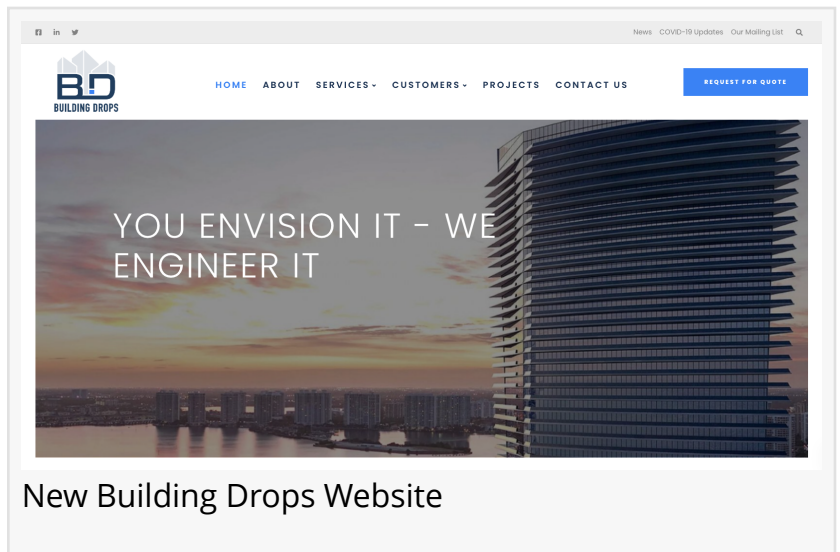 News COVID-19 Updates Our Mailing List
BD
BUILDING DROPS
HOME ABOUT SERVICES CUSTOMERS PROJECTS CONTACT US
REQUEST FOR QUOTE
YOU ENVISION IT - WE
ENGINEER IT
New Building Drops Website